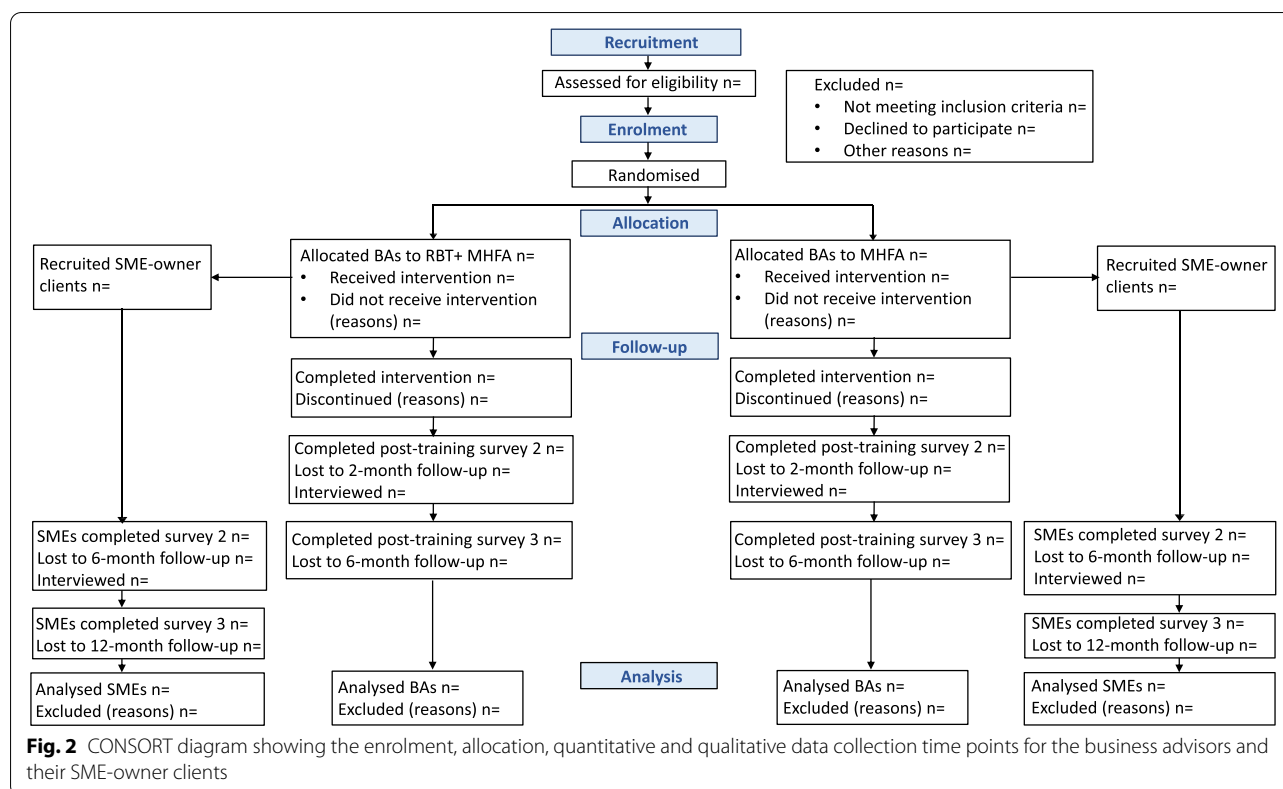 Recruitment
Assessed for eligibility n=
Excluded n=
• Not meeting inclusion criteria n=
• Declined to participate n=
• Other reasons n=
Enrolment
Randomised
Allocation
Recruited SME-owner
clients n=
Allocated BAs to RBT+ MHFA n=
• Received intervention n=
• Did not receive intervention
(reasons) n=
Allocated BAs to MHFA n=
• Received intervention n=
• Did not receive intervention
(reasons) n=
Recruited SME-owner
clients n=
Follow-up
Completed intervention n=
Discontinued (reasons) n=
Completed intervention n=
Discontinued (reasons) n=
Completed post-training survey 2 n=
Lost to 2-month follow-up n=
Interviewed n=
Completed post-training survey 2 n=
Lost to 2-month follow-up n=
Interviewed n=
SMEs completed survey 2 n=
Lost to 6-month follow-up n=
Interviewed n=
Completed post-training survey 3 n=
Lost to 6-month follow-up n=
Completed post-training survey 3 n=
Lost to 6-month follow-up n=
SMEs completed survey 2 n=
Lost to 6-month follow-up n=
Interviewed n=
SMEs completed survey 3 n=
Lost to 12-month follow-up n=
SMEs completed survey 3 n=
Lost to 12-month follow-up n=
Analysis
Analysed SMEs n=
Excluded (reasons) n=
Analysed BAs n=
Excluded (reasons) n=
Analysed BAs n=
Excluded (reasons) n=
Analysed SMEs n=
Excluded (reasons) n=
Fig. 2 CONSORT diagram showing the enrolment, allocation, quantitative and qualitative data collection time points for the business advisors and
their SME-owner clients